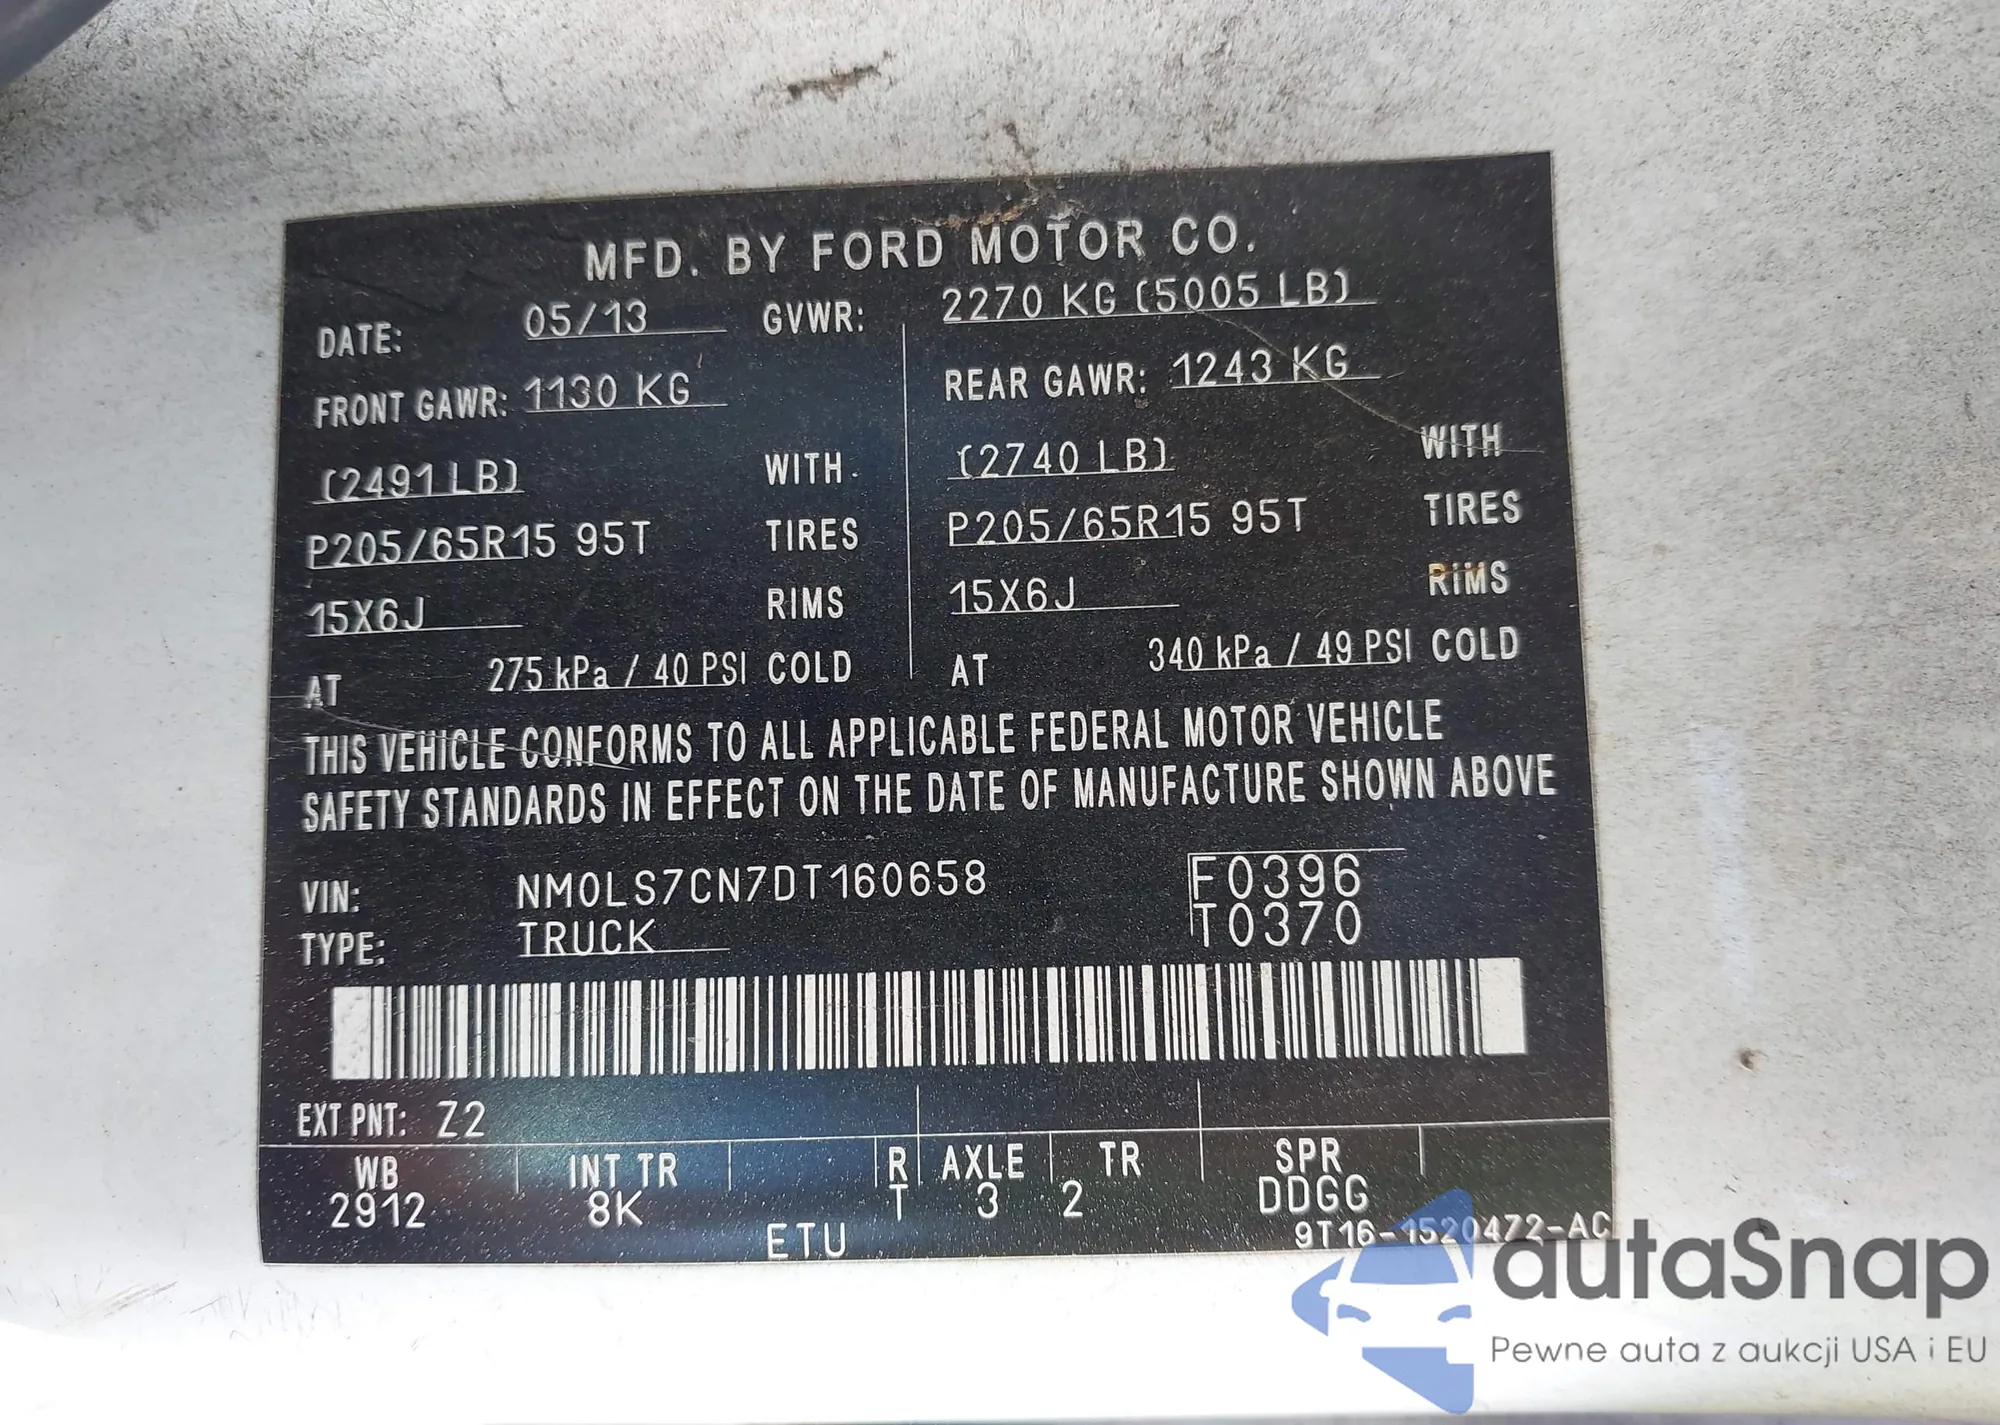 MFD. BY FORD MOTOR CO.
DATE: 05/13 GVWR: 2270 KG (5005 LB)
FRONT GAWR: 1130 KG REAR GAWR: 1243 KG
(2491 LB) WITH (2740 LB) WITH
P205/65R15 95T TIRES P205/65R15 95T TIRES
15X6J RIMS 15X6J RIMS
AT 275 kPa / 40 PSI COLD AT 340 kPa / 49 PSI COLD
THIS VEHICLE CONFORMS TO ALL APPLICABLE FEDERAL MOTOR VEHICLE
SAFETY STANDARDS IN EFFECT ON THE DATE OF MANUFACTURE SHOWN ABOVE
VIN: NM0LS7CN7DT160658 F0396
TYPE: TRUCK T0370
EXT PNT: Z2
WB INT TR R AXLE TR SPR
2912 8K T 3 2 DDGG
ETU 9T16-1520472-AC
autaSnap
Pewne auta z aukcji USA i EU